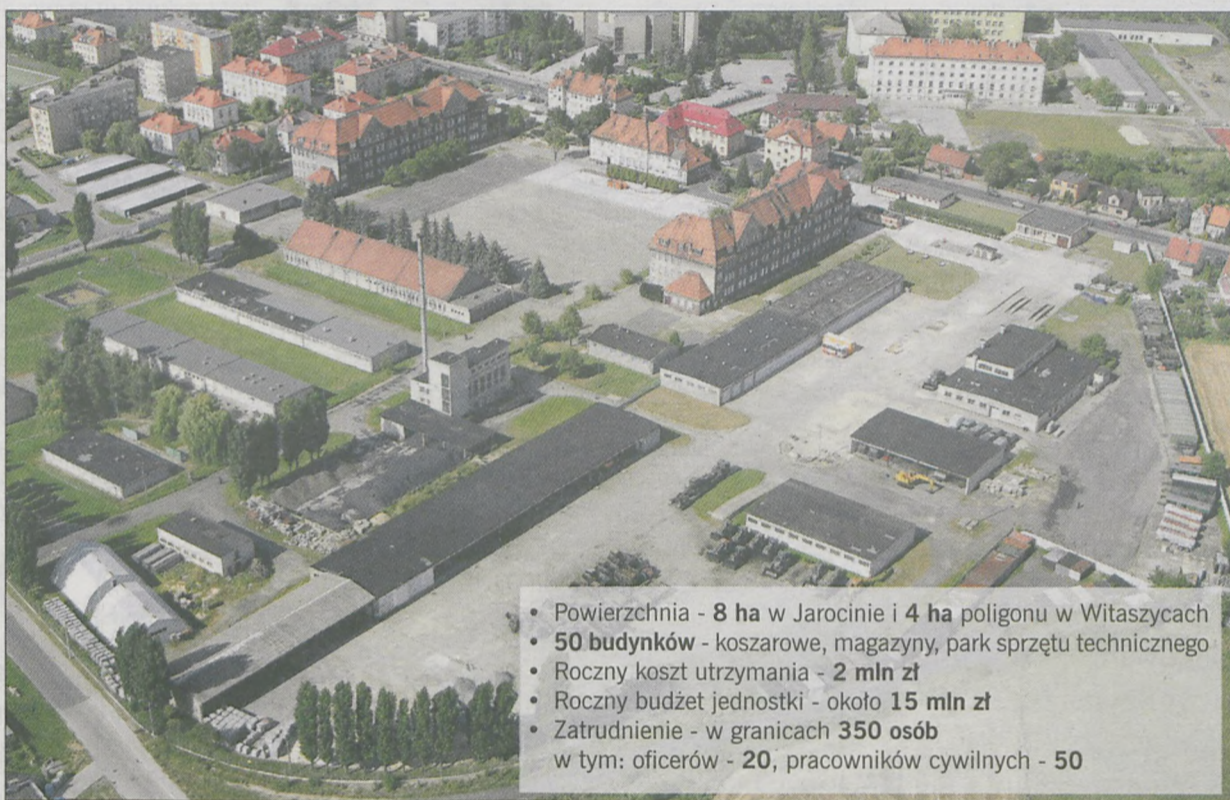 • Powierzchnia - 8 ha w Jarocinie i 4 ha poligonu w Witaszycach
• 50 budynków - koszarowe, magazyny, park sprzętu technicznego
• Roczny koszt utrzymania - 2 mln zł
• Roczny budżet jednostki - około 15 mln zł
• Zatrudnienie - w granicach 350 osób
w tym: oficerów - 20, pracowników cywilnych - 50